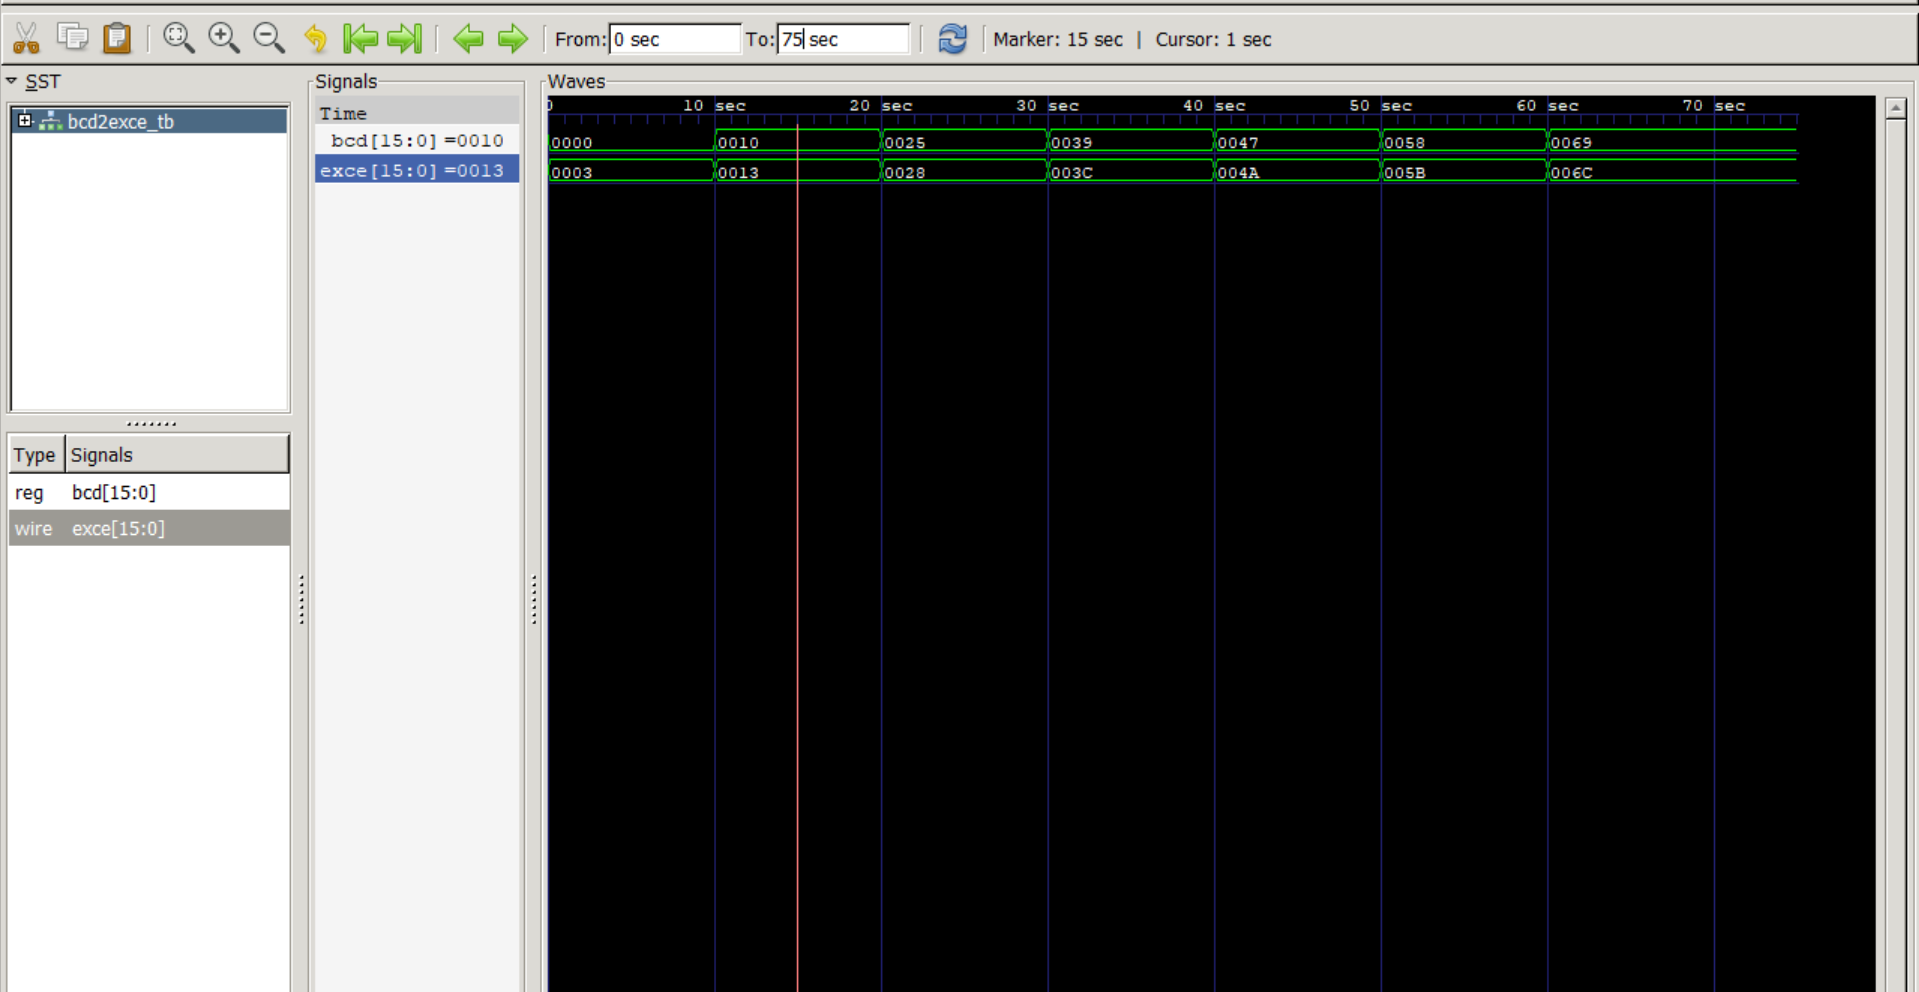 From: 0 sec To: 75 sec Marker: 15 sec | Cursor: 1 sec
SST
bcd2exce_tb
Type Signals
reg bcd[15:0]
wire exce[15:0]
Signals
Time
bcd[15:0] =0010
exce[15:0] =0013
Waves
0 10 sec 20 sec 30 sec 40 sec 50 sec 60 sec 70 sec
0000 0010 0025 0039 0047 0058 0069
0003 0013 0028 003C 004A 005B 006C